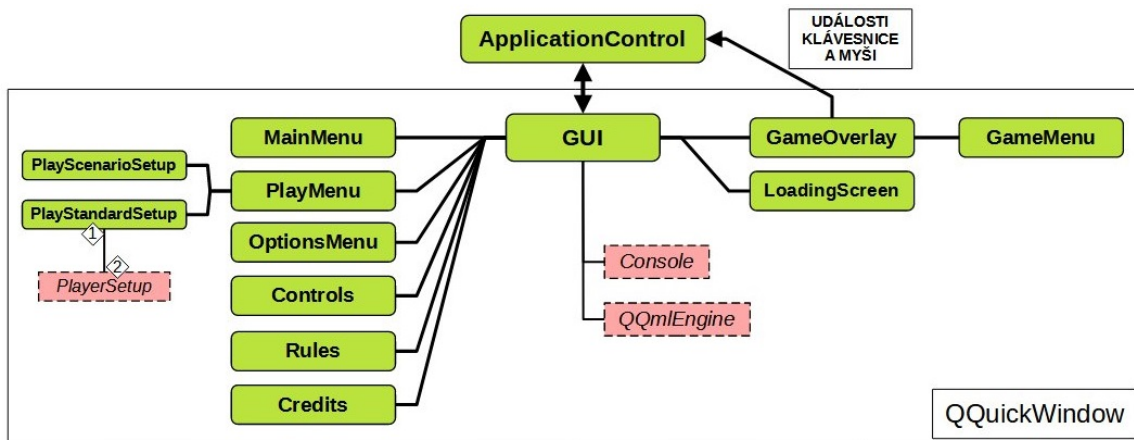 ApplicationControl
UDÁLOSTI
KLÁVESNICE
A MYŠI
MainMenu
GUI
GameOverlay
GameMenu
PlayScenarioSetup
PlayMenu
LoadingScreen
PlayStandardSetup
1
OptionsMenu
2
PlayerSetup
Console
Controls
QQmlEngine
Rules
Credits
QQuickWindow